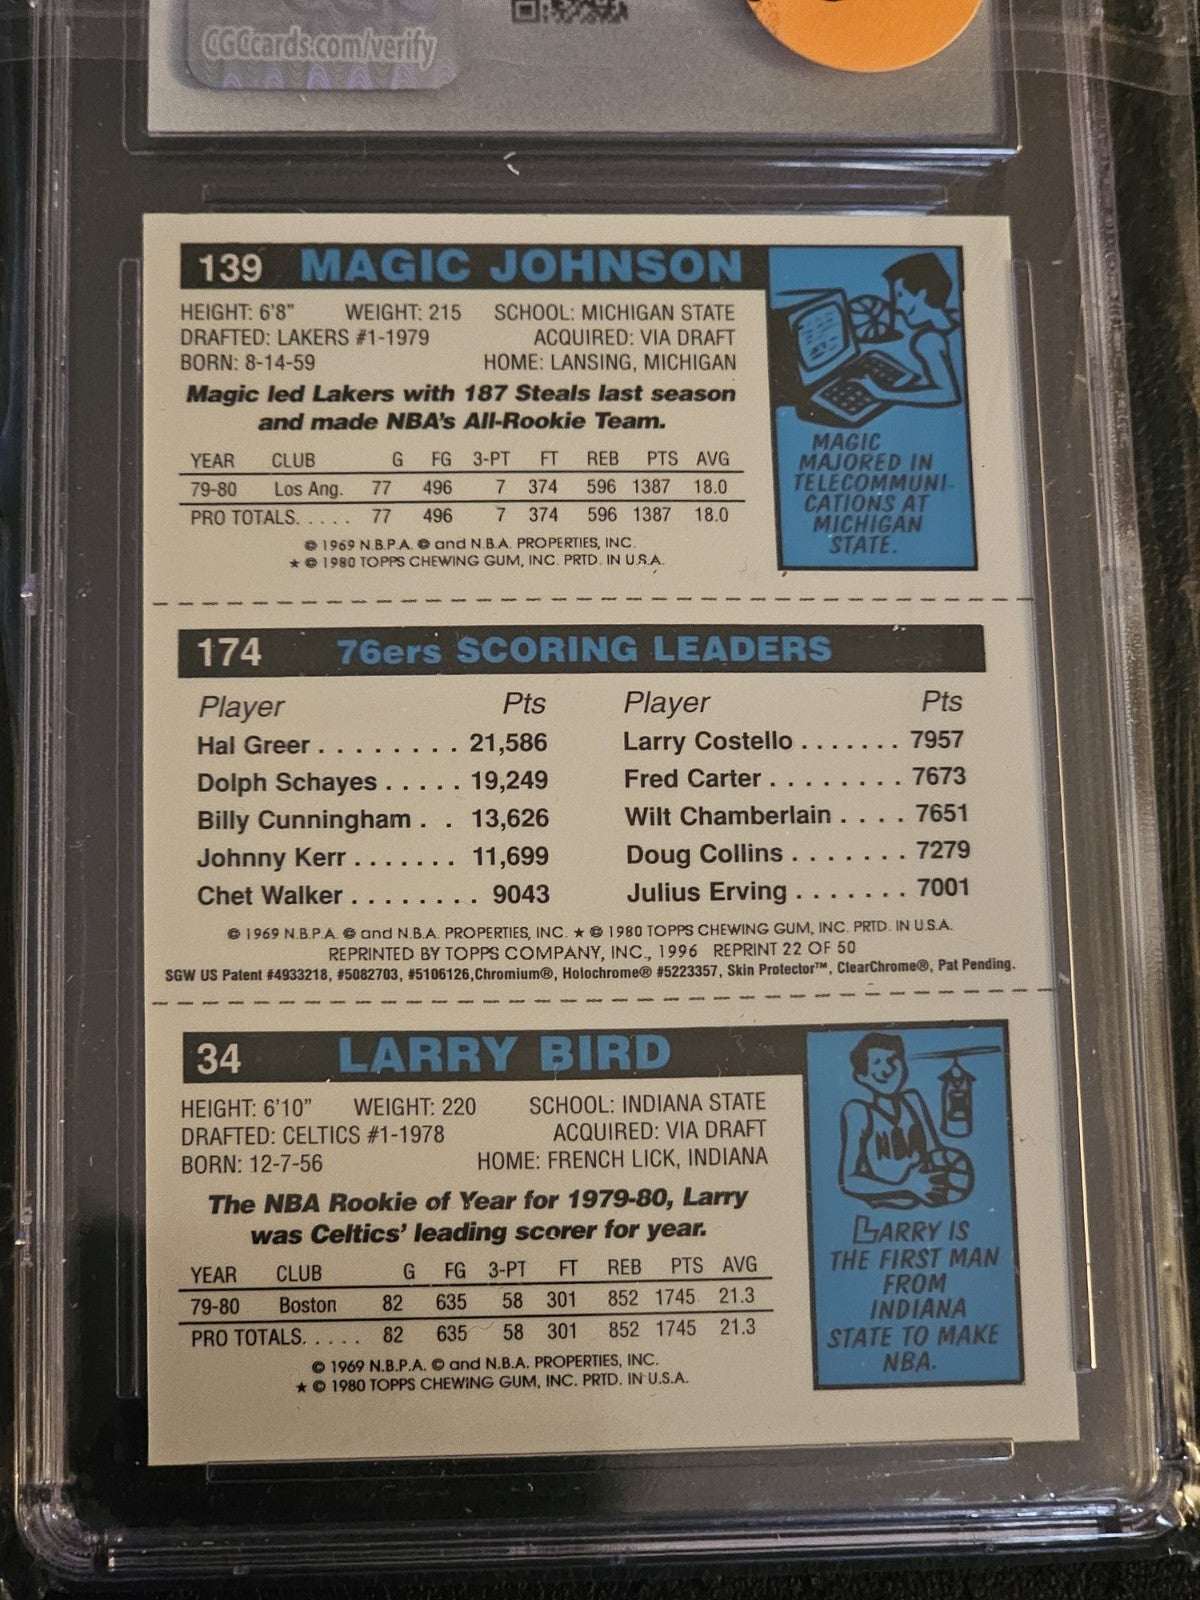 CGCcards.com/verify
139 MAGIC JOHNSON
HEIGHT: 6'8" WEIGHT: 215 SCHOOL: MICHIGAN STATE
DRAFTED: LAKERS #1-1979 ACQUIRED: VIA DRAFT
BORN: 8-14-59 HOME: LANSING, MICHIGAN
Magic led Lakers with 187 Steals last season
and made NBA's All-Rookie Team.
YEAR CLUB G FG 3-PT FT REB PTS AVG
79-80 Los Ang. 77 496 7 374 596 1387 18.0
PRO TOTALS. . . . . 77 496 7 374 596 1387 18.0
© 1969 N.B.P.A. © and N.B.A. PROPERTIES, INC.
★ © 1980 TOPPS CHEWING GUM, INC. PRTD. IN U.S.A.
MAGIC
MAJORED IN
TELECOMMUNI-
CATIONS AT
MICHIGAN
STATE.
174 76ers SCORING LEADERS
Player Pts Player Pts
Hal Greer . . . . . . . . 21,586 Larry Costello . . . . . . . 7957
Dolph Schayes . . . . . 19,249 Fred Carter . . . . . . . . 7673
Billy Cunningham . . 13,626 Wilt Chamberlain . . . . 7651
Johnny Kerr . . . . . . . 11,699 Doug Collins . . . . . . . 7279
Chet Walker . . . . . . . . 9043 Julius Erving . . . . . . . 7001
© 1969 N.B.P.A. © and N.B.A. PROPERTIES, INC. ★ © 1980 TOPPS CHEWING GUM, INC. PRTD. IN U.S.A.
REPRINTED BY TOPPS COMPANY, INC., 1996 REPRINT 22 OF 50
SGW US Patent #4933218, #5082703, #5106126,Chromium®, Holochrome® #5223357, Skin Protector™, ClearChrome®, Pat Pending.
34 LARRY BIRD
HEIGHT: 6'10" WEIGHT: 220 SCHOOL: INDIANA STATE
DRAFTED: CELTICS #1-1978 ACQUIRED: VIA DRAFT
BORN: 12-7-56 HOME: FRENCH LICK, INDIANA
The NBA Rookie of Year for 1979-80, Larry
was Celtics' leading scorer for year.
YEAR CLUB G FG 3-PT FT REB PTS AVG
79-80 Boston 82 635 58 301 852 1745 21.3
PRO TOTALS. . . . . 82 635 58 301 852 1745 21.3
© 1969 N.B.P.A. © and N.B.A. PROPERTIES, INC.
★ © 1980 TOPPS CHEWING GUM, INC. PRTD. IN U.S.A.
NBA
LARRY IS
THE FIRST MAN
FROM
INDIANA
STATE TO MAKE
NBA.